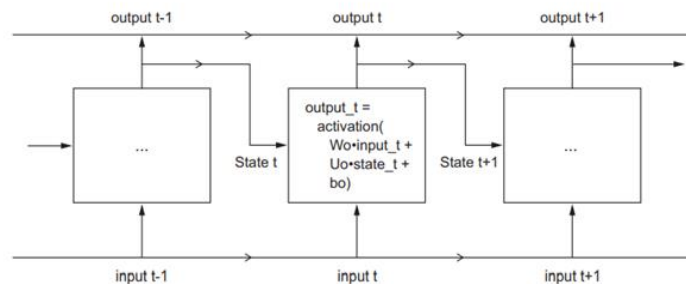 output t-1
output t
output t+1
...
State t
output_t =
activation(
Wo•input_t +
Uo•state_t +
bo)
State t+1
...
input t-1
input t
input t+1